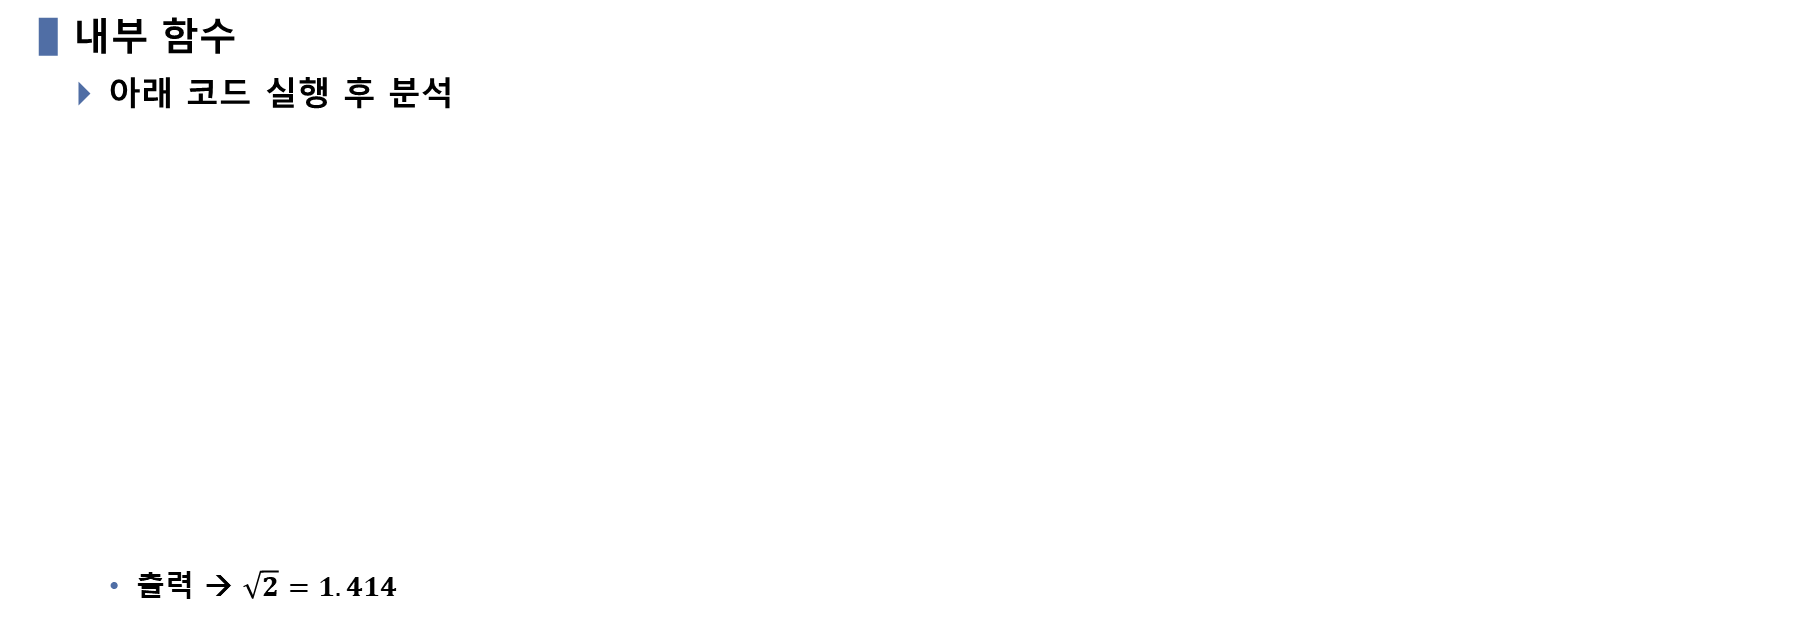 내부 함수
아래 코드 실행 후 분석
• 출력 → √2 = 1.414